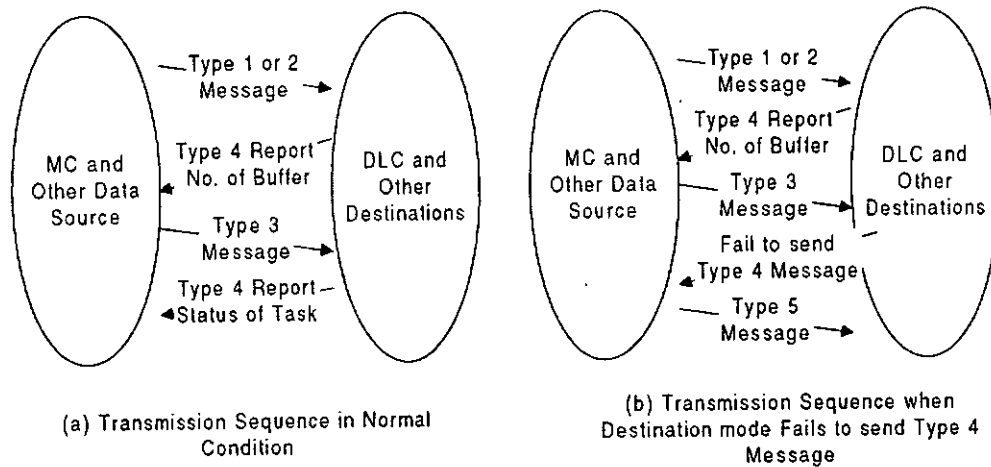 Type 1 or 2
Message
Type 4 Report
No. of Buffer
MC and
Other Data
Source
DLC and
Other
Destinations
Type 3
Message
Type 4 Report
Status of Task
(a) Transmission Sequence in Normal
Condition
Type 1 or 2
Message
Type 4 Report
No. of Buffer
MC and
Other Data
Source
DLC and
Other
Destinations
Type 3
Message
Fail to send
Type 4 Message
Type 5
Message
(b) Transmission Sequence when
Destination mode Fails to send Type 4
Message